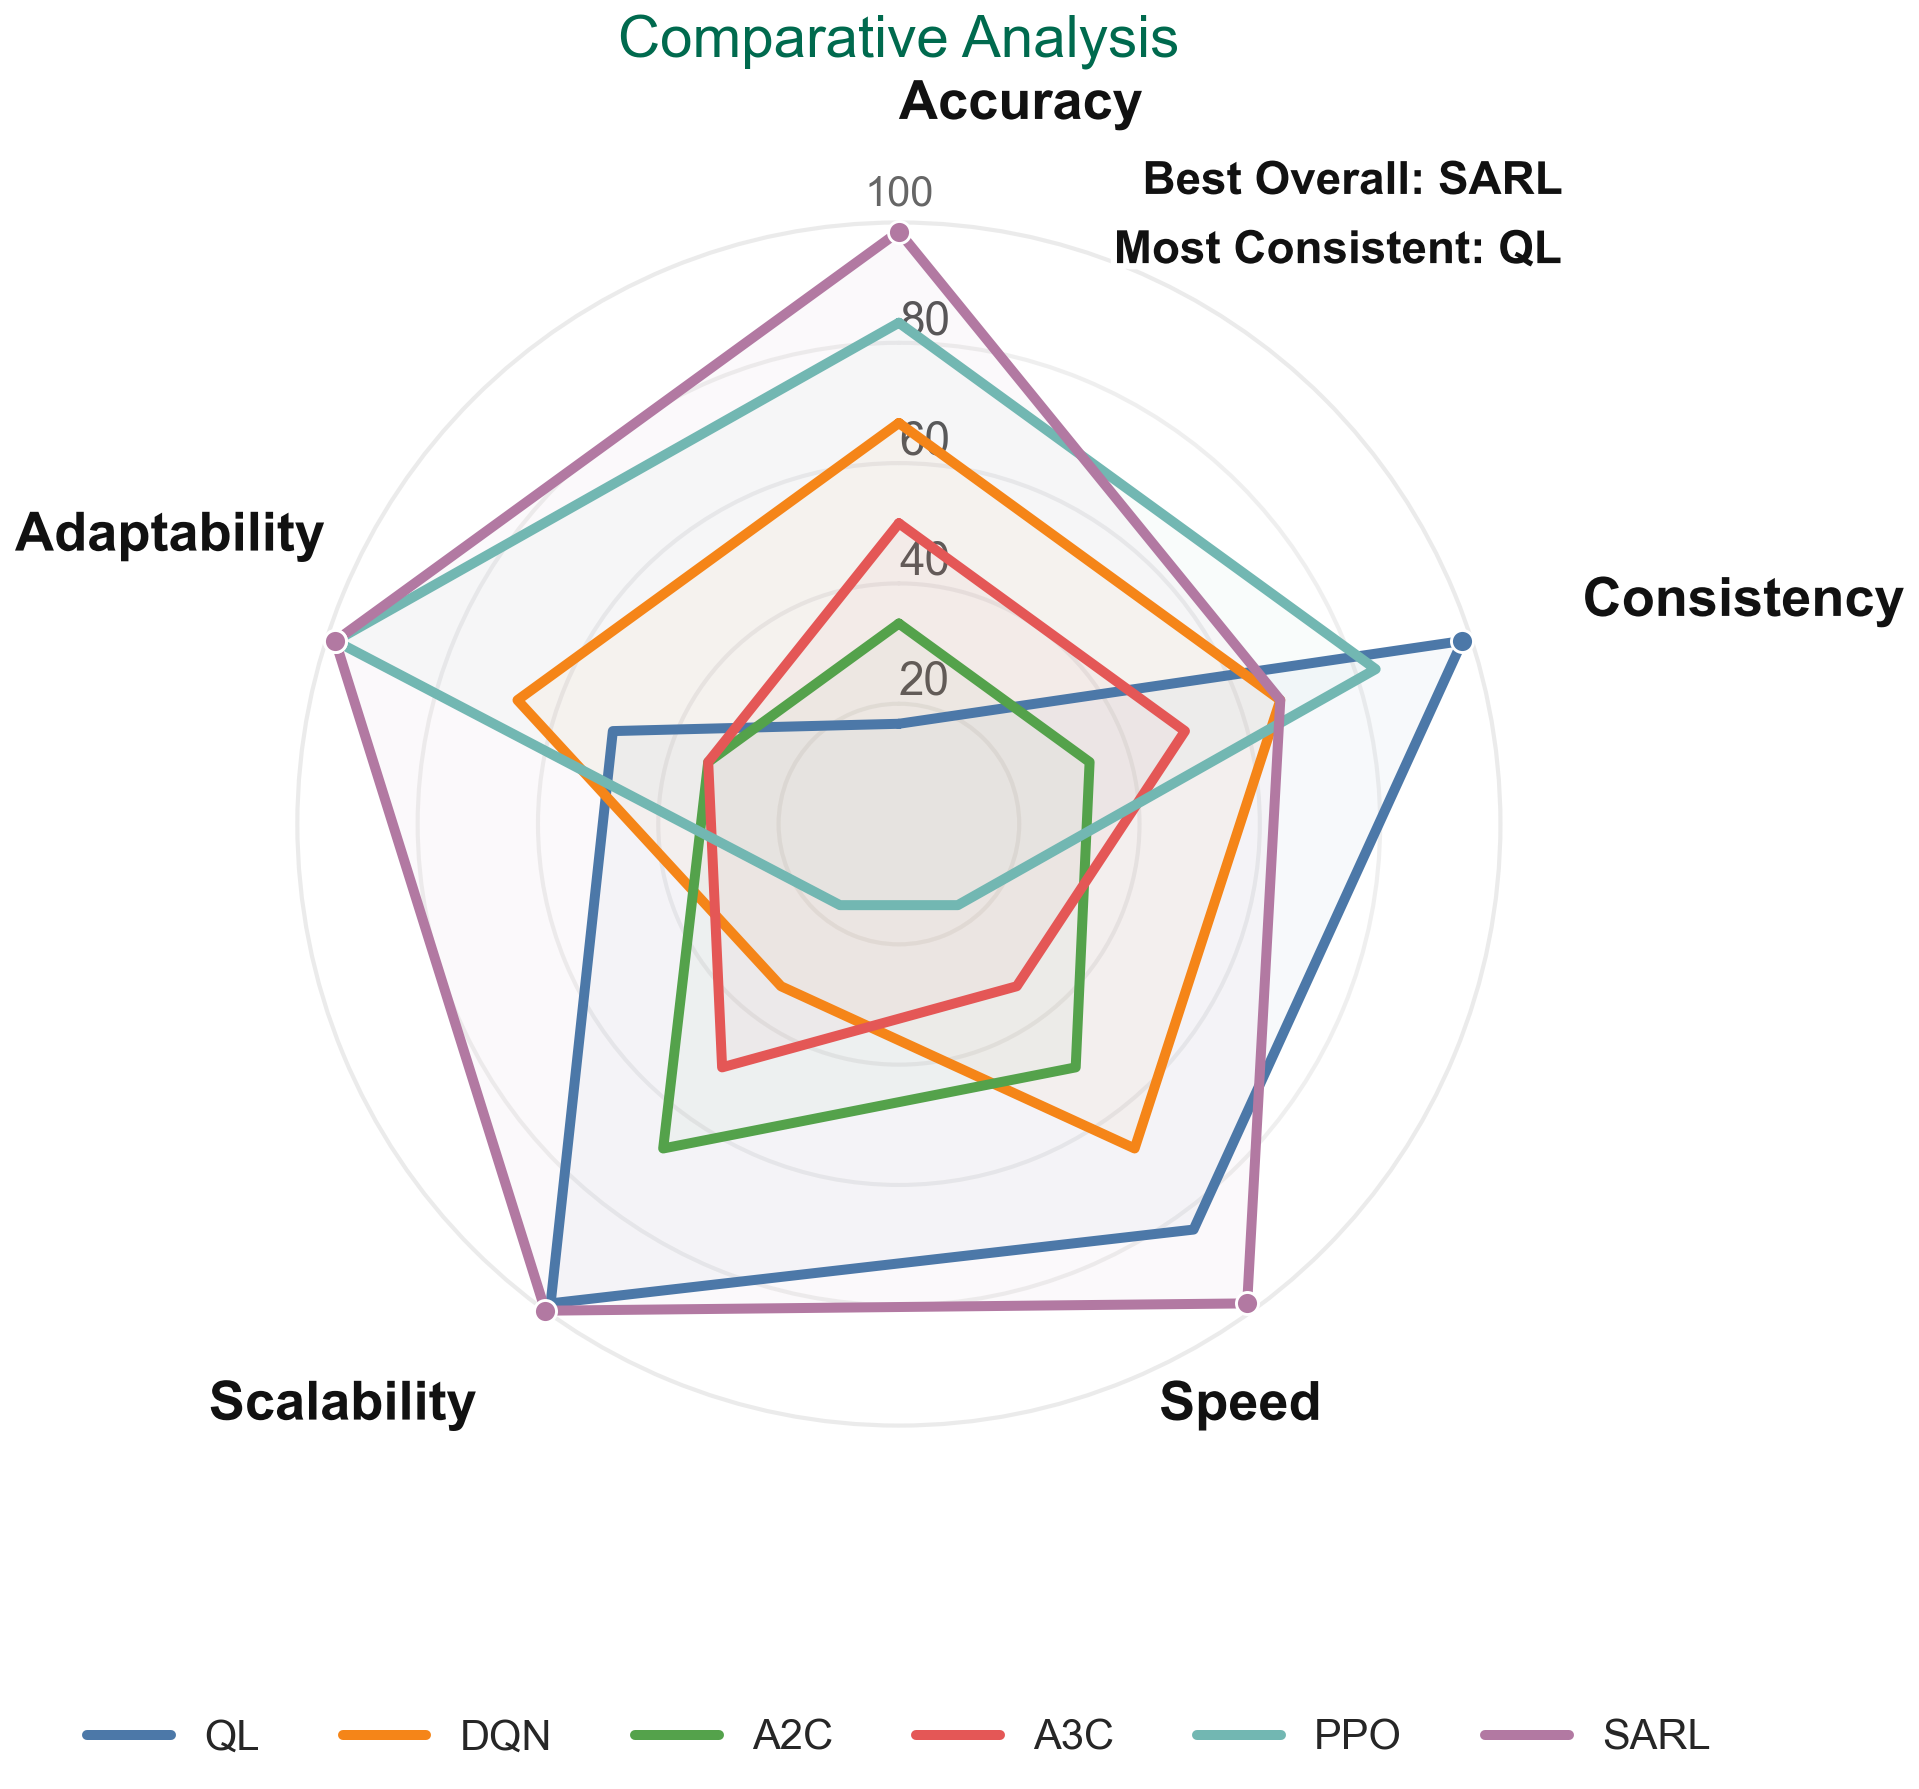 Comparative Analysis
Accuracy
Best Overall: SARL
100
Most Consistent: QL
80
60
40
20
Adaptability
Consistency
Scalability
Speed
QL
DQN
A2C
A3C
PPO
SARL